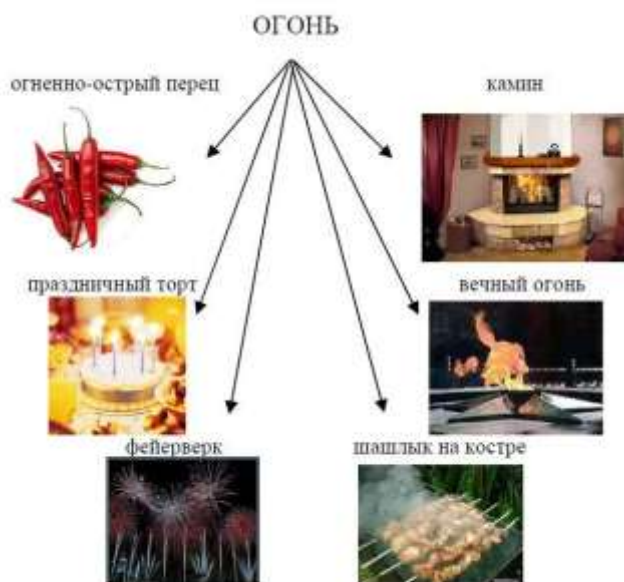 ОГОНЬ
огненно-острый перец
камин
праздничный торт
вечный огонь
фейерверк
шашлык на костре